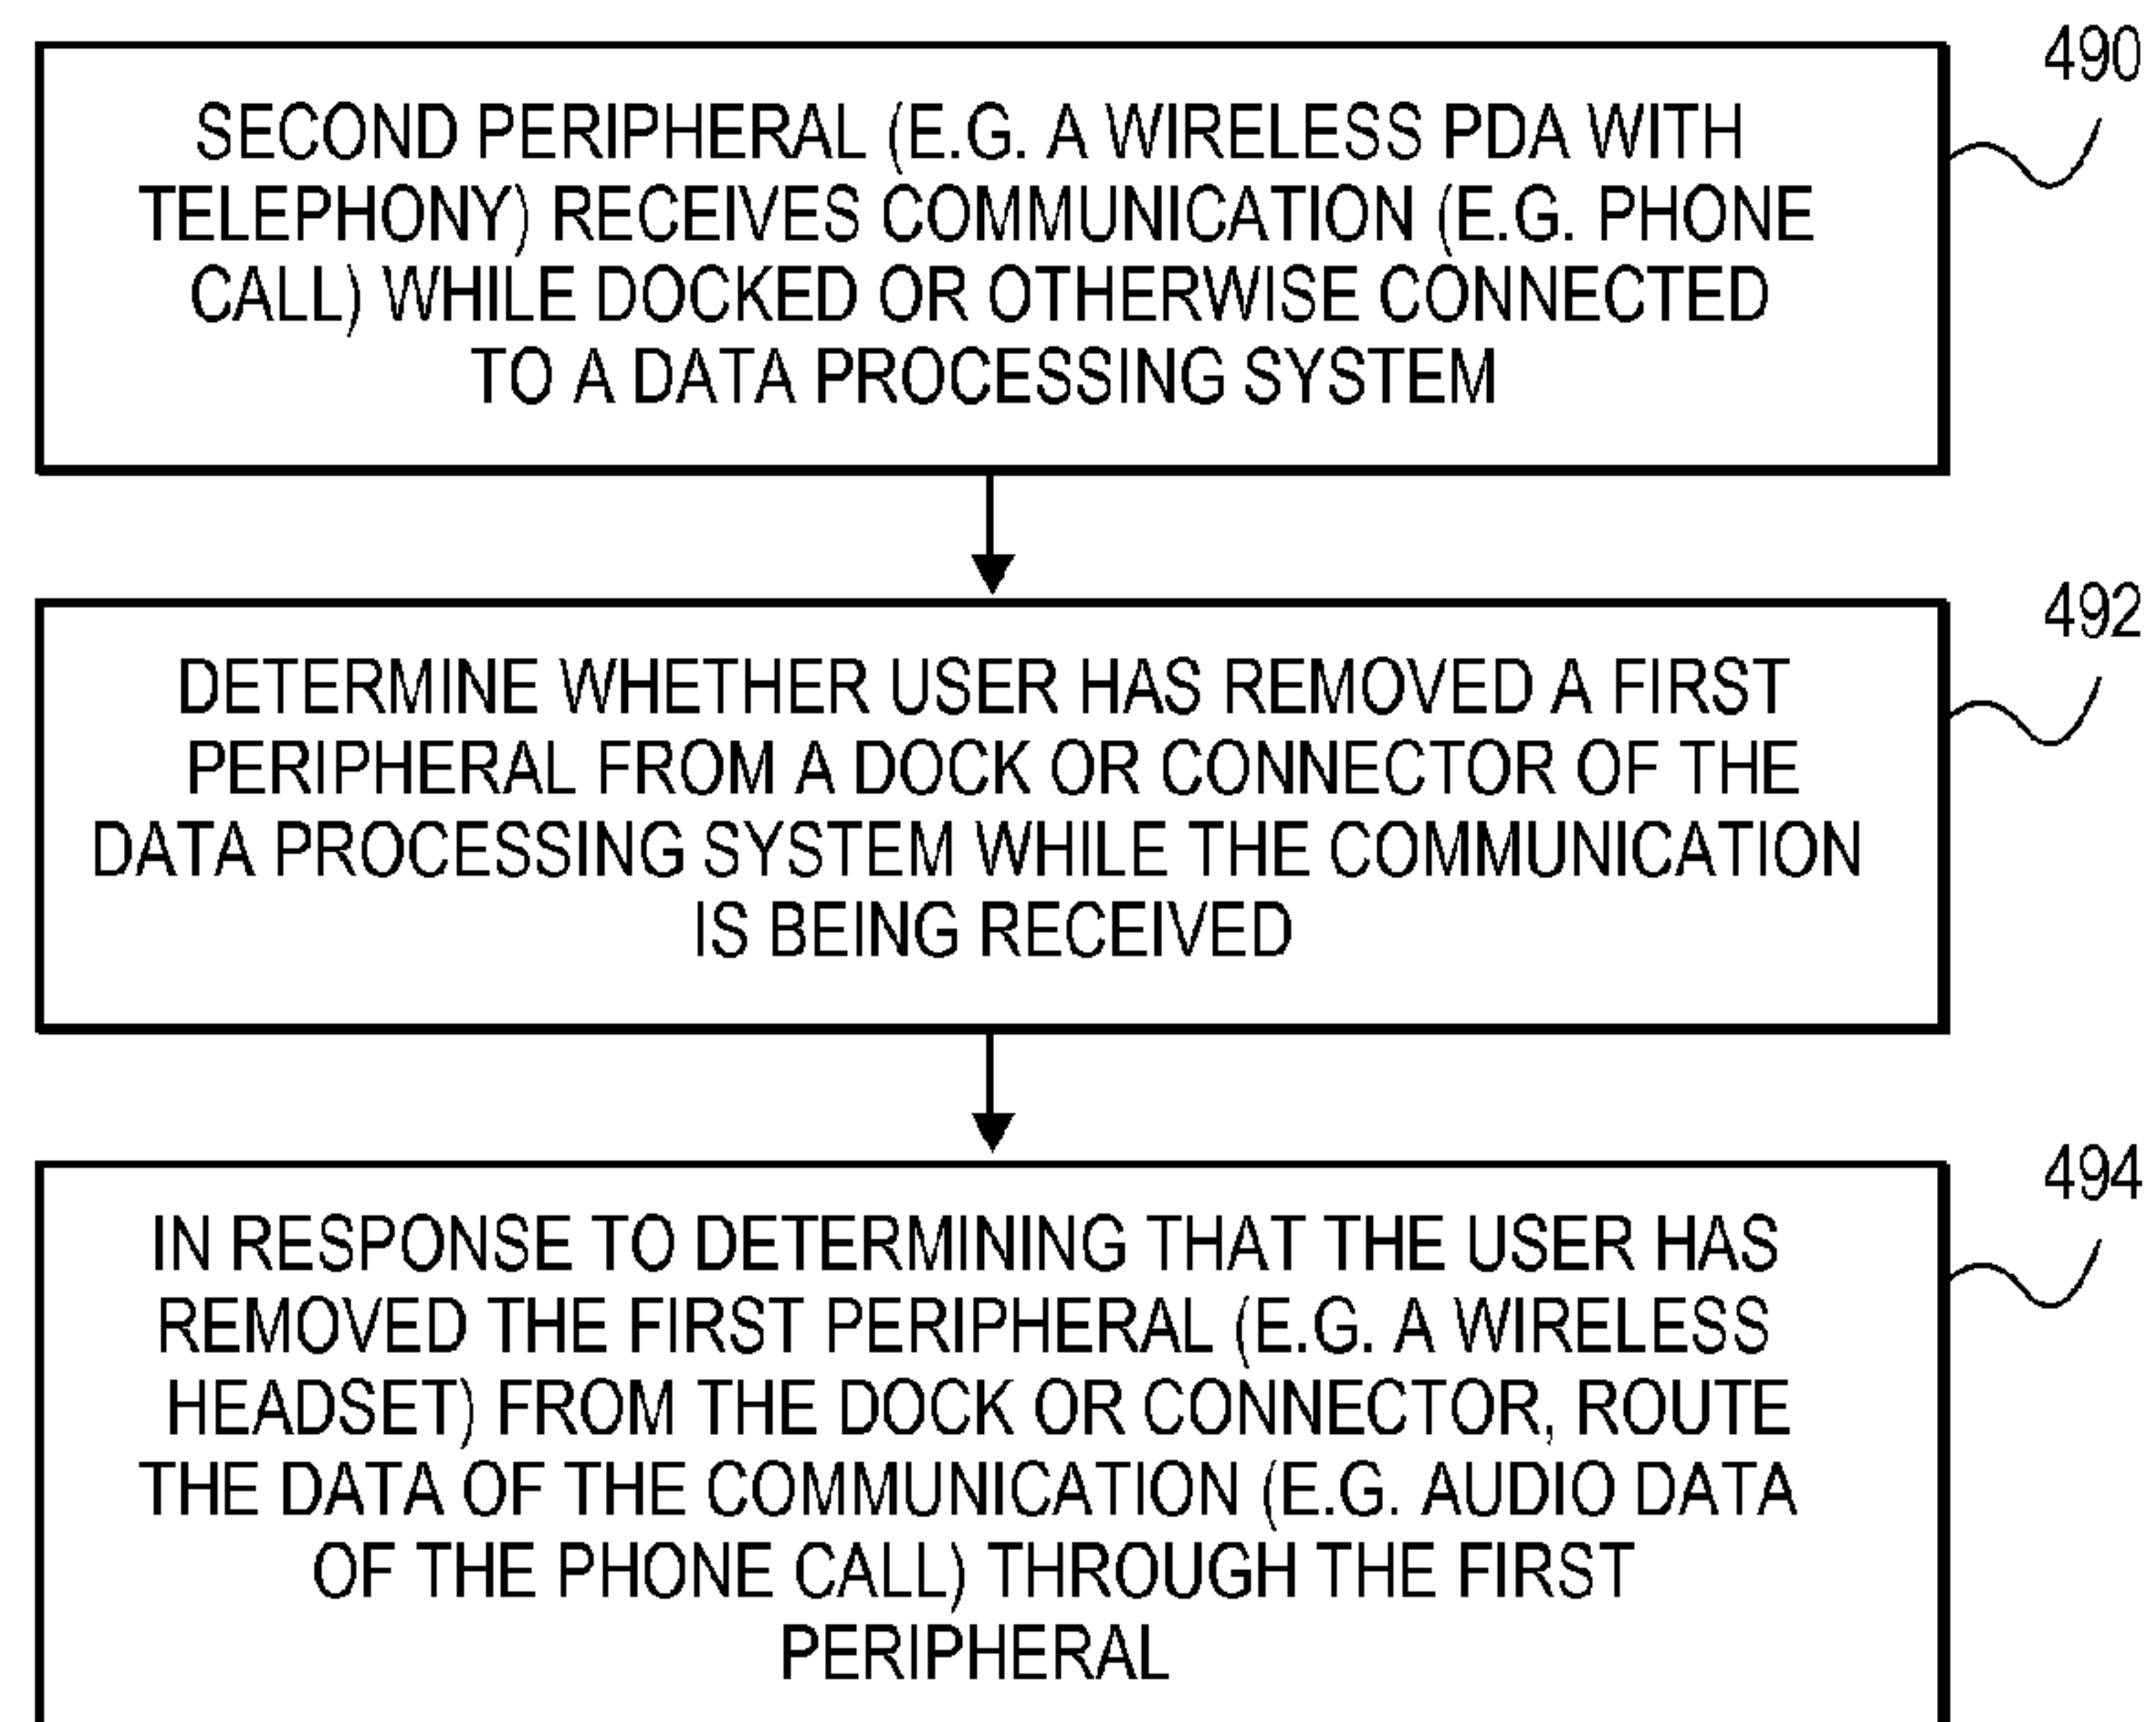 490
SECOND PERIPHERAL (E.G. A WIRELESS PDA WITH
TELEPHONY) RECEIVES COMMUNICATION (E.G. PHONE
CALL) WHILE DOCKED OR OTHERWISE CONNECTED
TO A DATA PROCESSING SYSTEM
492
DETERMINE WHETHER USER HAS REMOVED A FIRST
PERIPHERAL FROM A DOCK OR CONNECTOR OF THE
DATA PROCESSING SYSTEM WHILE THE COMMUNICATION
IS BEING RECEIVED
494
IN RESPONSE TO DETERMINING THAT THE USER HAS
REMOVED THE FIRST PERIPHERAL (E.G. A WIRELESS
HEADSET) FROM THE DOCK OR CONNECTOR, ROUTE
THE DATA OF THE COMMUNICATION (E.G. AUDIO DATA
OF THE PHONE CALL) THROUGH THE FIRST
PERIPHERAL